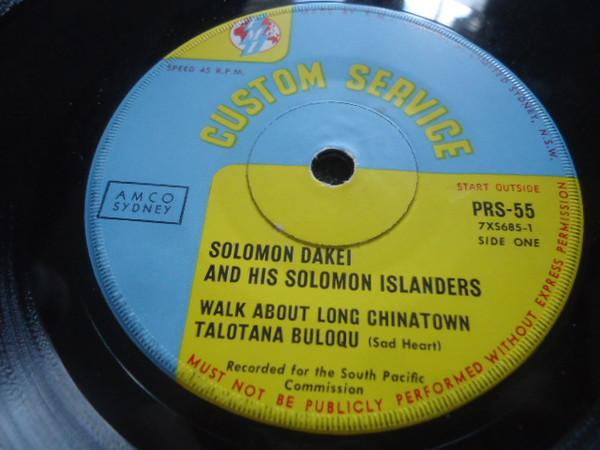 SPEED 45 R.P.M.
LIMITED SYDNEY, N.S.W.
CUSTOM SERVICE
AMCO
SYDNEY
START OUTSIDE
PRS-55
7XS685-1
SIDE ONE
SOLOMON DAKEI
AND HIS SOLOMON ISLANDERS
WALK ABOUT LONG CHINATOWN
TALOTANA BULOQU (Sad Heart)
Recorded for the South Pacific
Commission
MUST NOT BE PUBLICLY PERFORMED WITHOUT EXPRESS PERMISSION